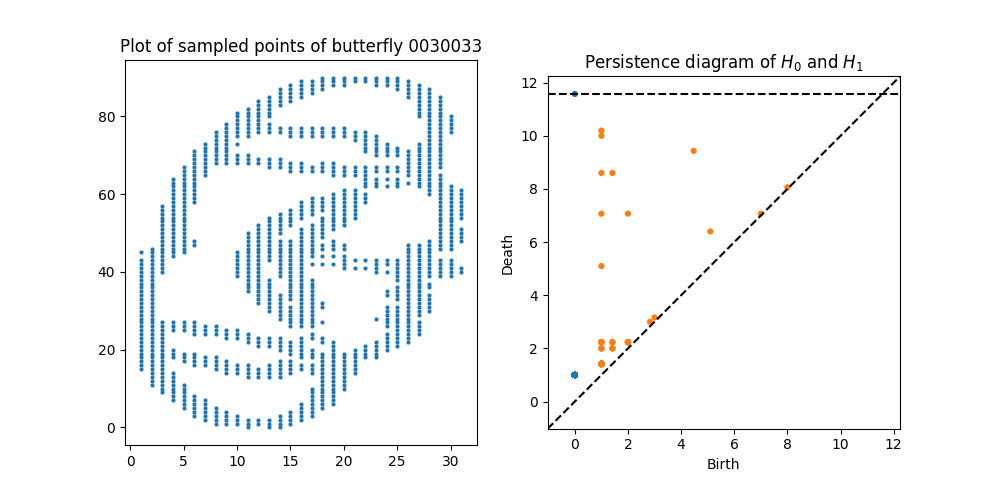 Plot of sampled points of butterfly 0030033
80
60
40
20
0
0 5 10 15 20 25 30
Persistence diagram of $H_0$ and $H_1$
Death
12
10
8
6
4
2
0
0 2 4 6 8 10 12
Birth